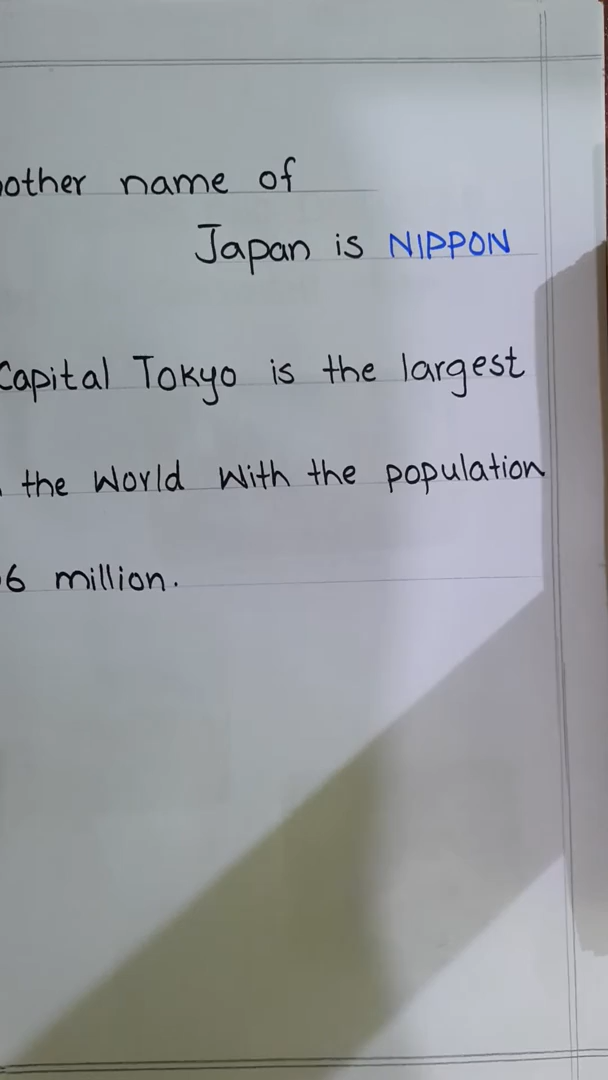 other name of
Japan is NIPPON
Capital Tokyo is the largest
the World With the population
6 million.